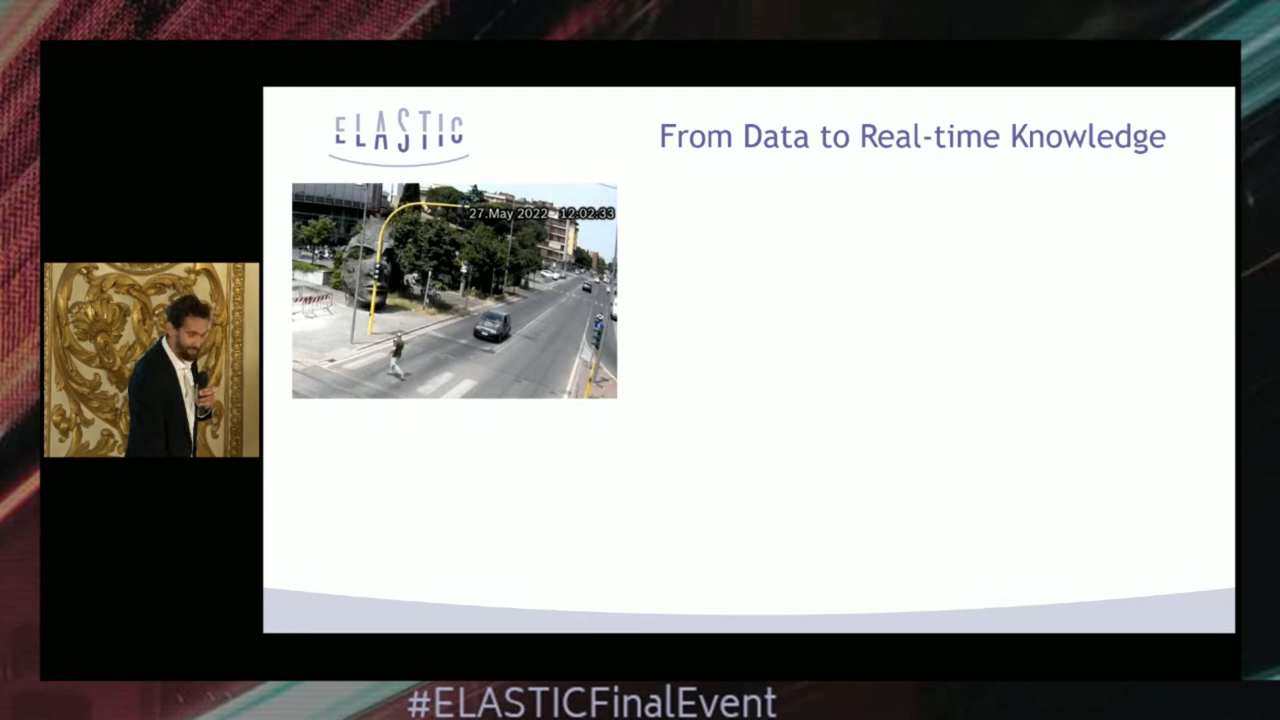 ELASTIC
From Data to Real-time Knowledge
27.May 2022 12:02:33
#ELASTICFinalEvent